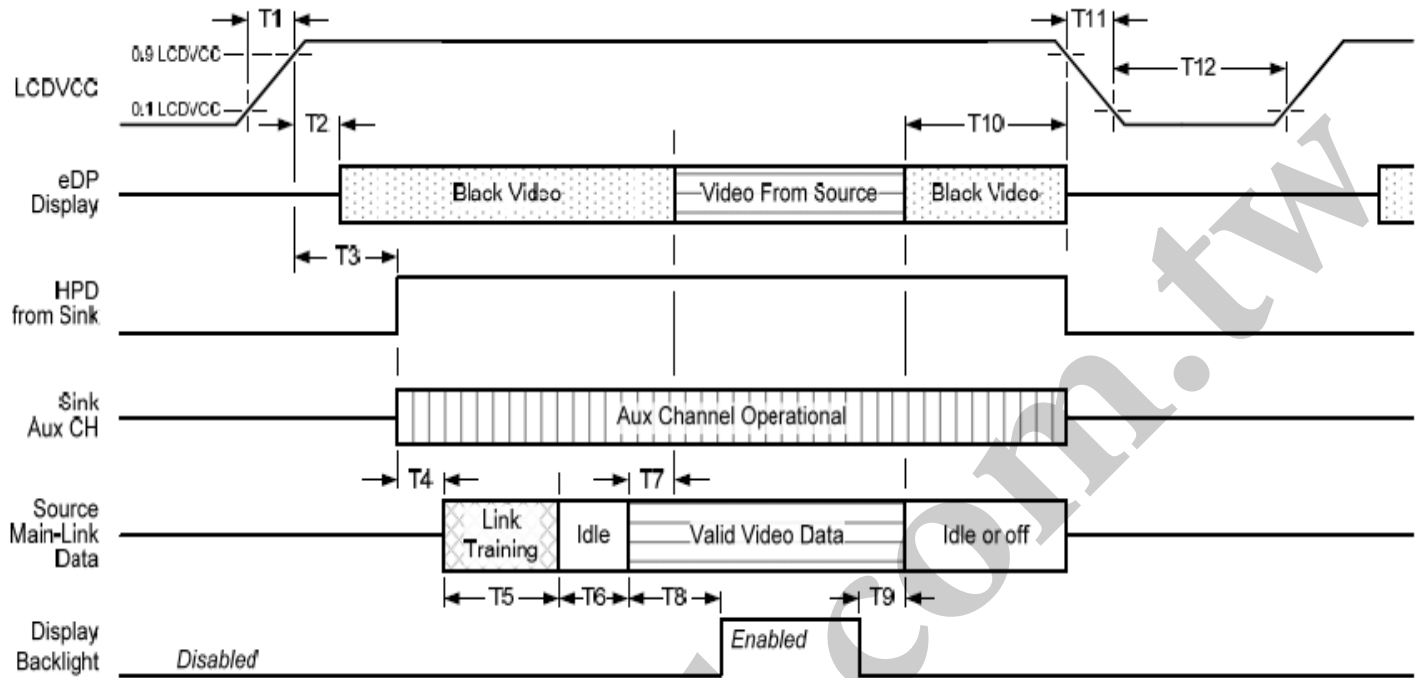 T1
T11
0.9 LCDVCC
LCDVCC
T12
0.1 LCDVCC
T2
T10
eDP
Display
Black Video
Video From Source
Black Video
T3
HPD
from Sink
Sink
Aux CH
Aux Channel Operational
T4
T7
Source
Main-Link
Data
Link
Training
Idle
Valid Video Data
Idle or off
T5
T6
T8
T9
Display
Backlight
Disabled
Enabled
com.tw